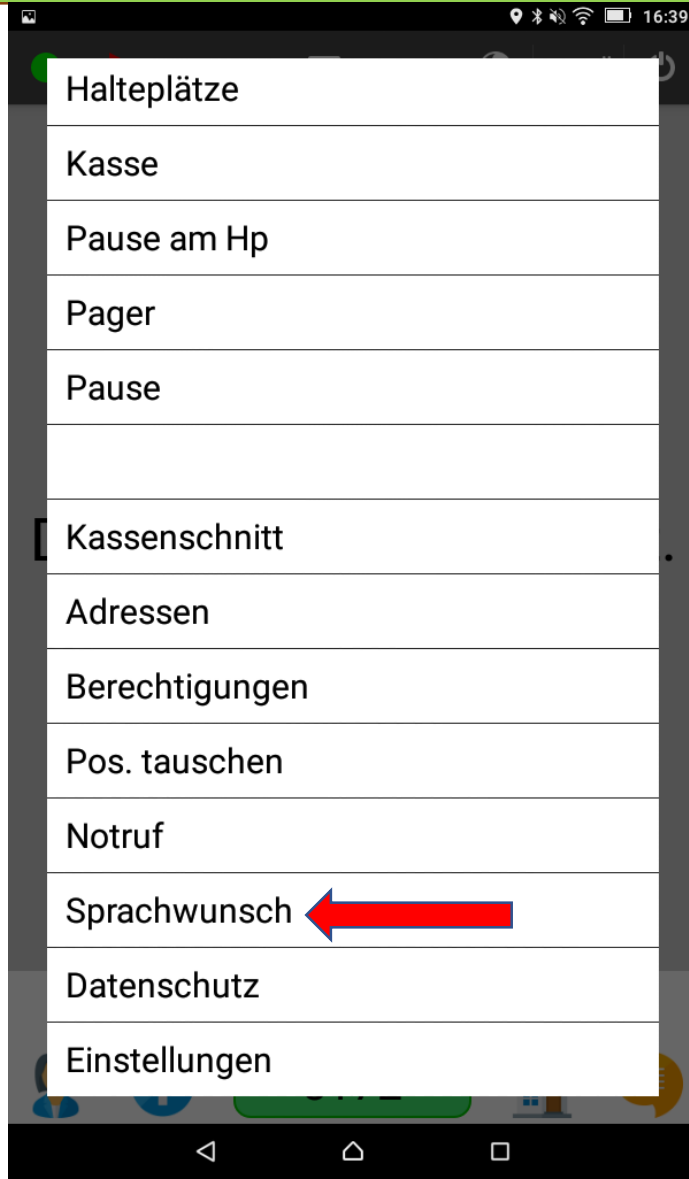 16:39
Halteplätze
Kasse
Pause am Hp
Pager
Pause
Kassenschnitt
Adressen
Berechtigungen
Pos. tauschen
Notruf
Sprachwunsch
Datenschutz
Einstellungen